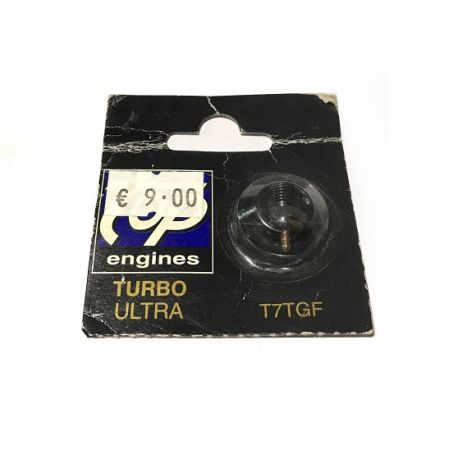 € 9.00
engines
TURBO
ULTRA
T7TGF